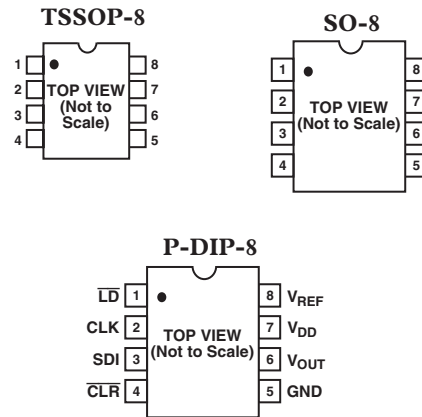 TSSOP-8
1 8
2 TOP VIEW 7
(Not to
3 Scale) 6
4 5
SO-8
1 8
2 TOP VIEW 7
3 (Not to Scale) 6
4 5
P-DIP-8
L̅D̅ 1 8 VREF
CLK 2 TOP VIEW 7 VDD
SDI 3 (Not to Scale) 6 VOUT
C̅L̅R̅ 4 5 GND